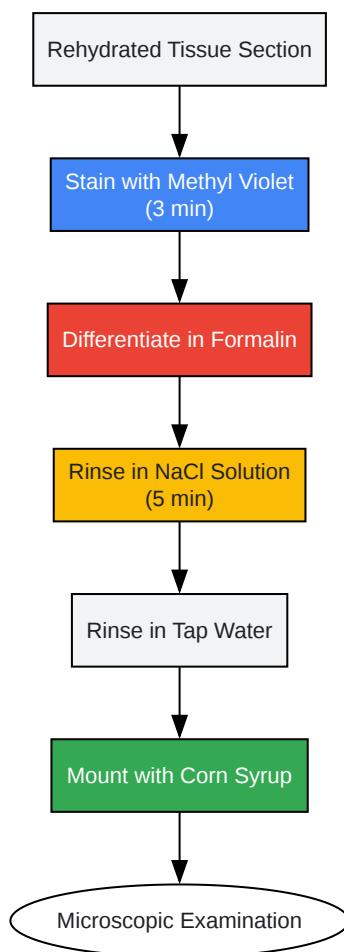 Rehydrated Tissue Section
Stain with Methyl Violet
(3 min)
Differentiate in Formalin
Rinse in NaCl Solution
(5 min)
Rinse in Tap Water
Mount with Corn Syrup
Microscopic Examination